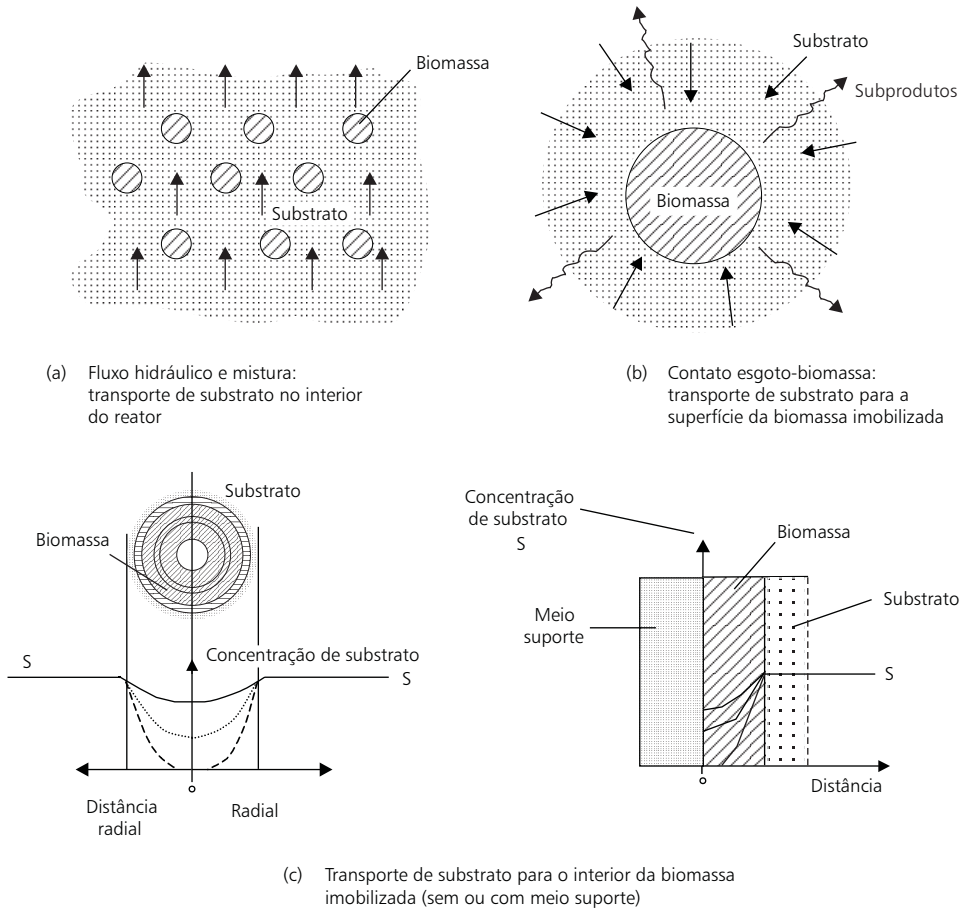 Biomassa
Substrato
(a) Fluxo hidráulico e mistura:
transporte de substrato no interior
do reator
Substrato
Subprodutos
Biomassa
(b) Contato esgoto-biomassa:
transporte de substrato para a
superfície da biomassa imobilizada
Substrato
Biomassa
S
Concentração de substrato
S
o
Distância
radial
Radial
Concentração
de substrato
S
Biomassa
Meio
suporte
Substrato
S
o
Distância
(c) Transporte de substrato para o interior da biomassa
imobilizada (sem ou com meio suporte)